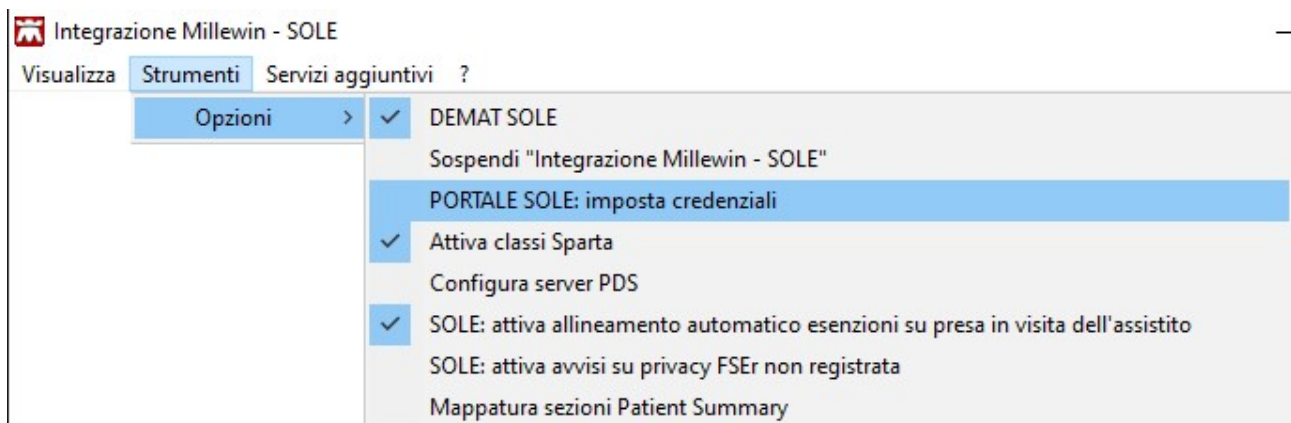 Integrazione Millewin - SOLE
Visualizza Strumenti Servizi aggiuntivi ?
Opzioni > DEMAT SOLE
Sospendi "Integrazione Millewin - SOLE"
PORTALE SOLE: imposta credenziali
Attiva classi Sparta
Configura server PDS
SOLE: attiva allineamento automatico esenzioni su presa in visita dell'assistito
SOLE: attiva avvisi su privacy FSEr non registrata
Mappatura sezioni Patient Summary